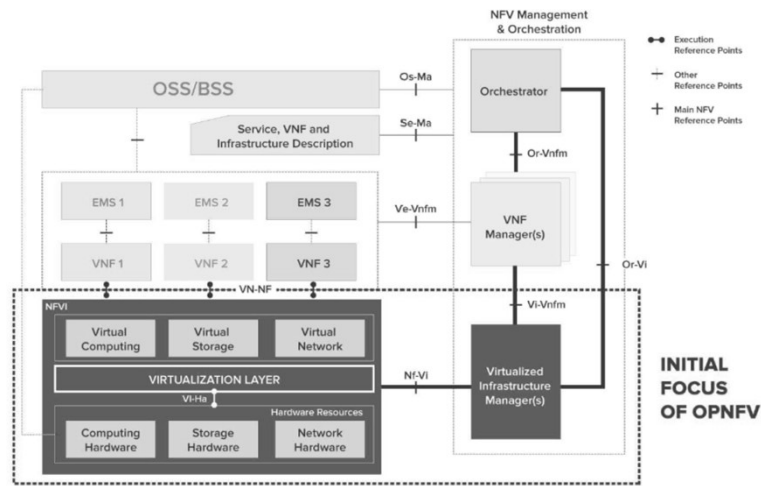 NFV Management
& Orchestration
Execution
Reference Points
Other
Reference Points
Main NFV
Reference Points
OSS/BSS
Os-Ma
Orchestrator
Service, VNF and
Infrastructure Description
Se-Ma
Or-Vnfm
EMS 1
EMS 2
EMS 3
Ve-Vnfm
VNF
Manager(s)
VNF 1
VNF 2
VNF 3
Or-Vi
VN-NF
Vi-Vnfm
NFVI
Virtual
Computing
Virtual
Storage
Virtual
Network
VIRTUALIZATION LAYER
Nf-Vi
Virtualized
Infrastructure
Manager(s)
INITIAL
FOCUS
OF OPNFV
VI-Ha
Hardware Resources
Computing
Hardware
Storage
Hardware
Network
Hardware